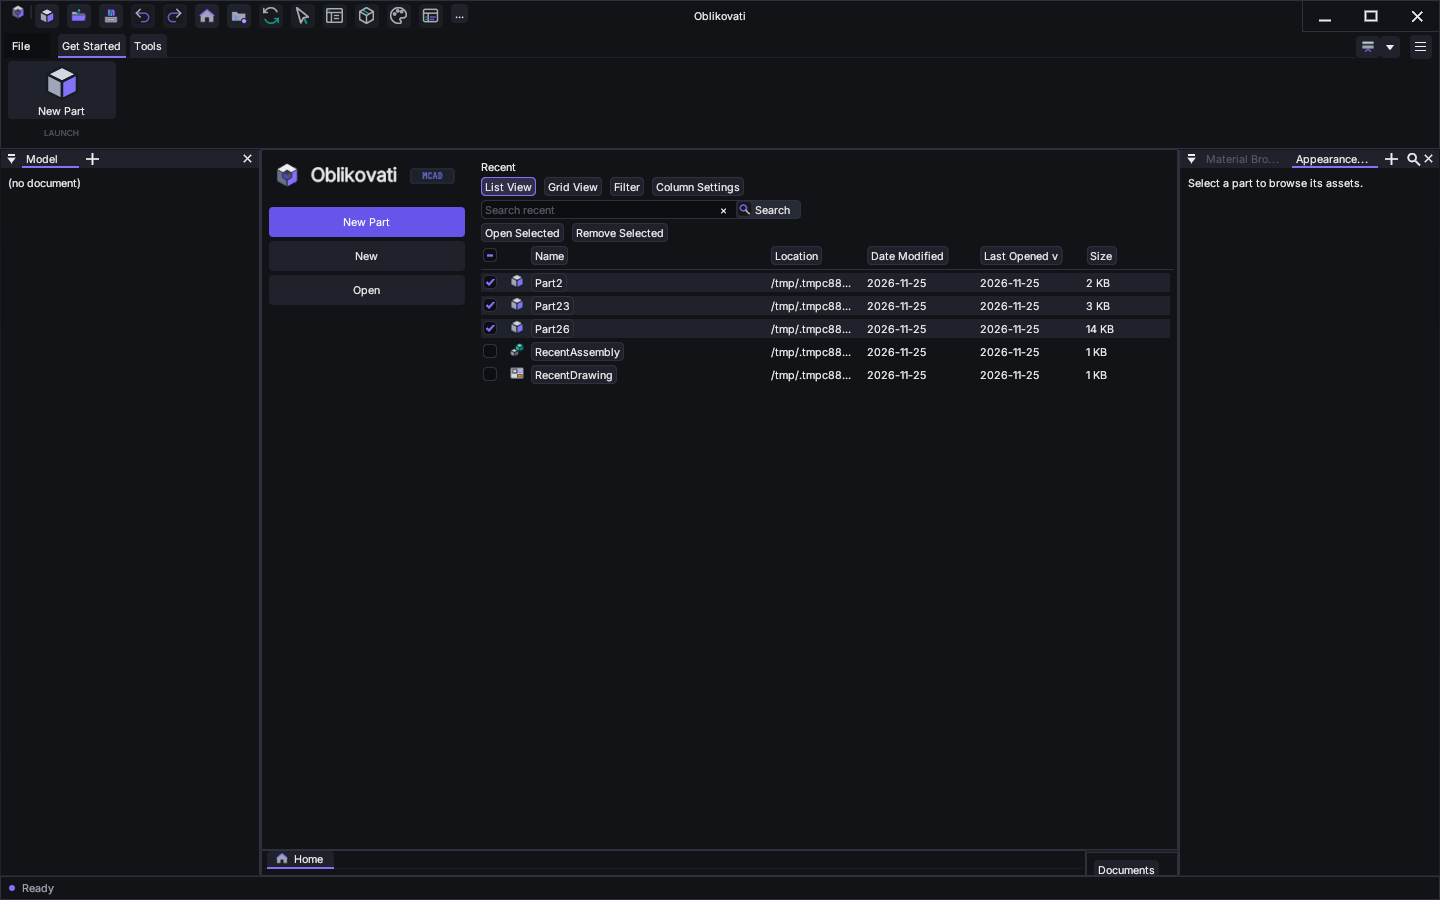 Oblikovati
File Get Started Tools
New Part
LAUNCH
Model
(no document)
Oblikovati MCAD
New Part
New
Open
Recent
List View Grid View Filter Column Settings
Search recent × Search
Open Selected Remove Selected
Name Location Date Modified Last Opened v Size
Part2 /tmp/.tmpc88... 2026-11-25 2026-11-25 2 KB
Part23 /tmp/.tmpc88... 2026-11-25 2026-11-25 3 KB
Part26 /tmp/.tmpc88... 2026-11-25 2026-11-25 14 KB
RecentAssembly /tmp/.tmpc88... 2026-11-25 2026-11-25 1 KB
RecentDrawing /tmp/.tmpc88... 2026-11-25 2026-11-25 1 KB
Material Bro... Appearance...
Select a part to browse its assets.
Home
Documents
Ready